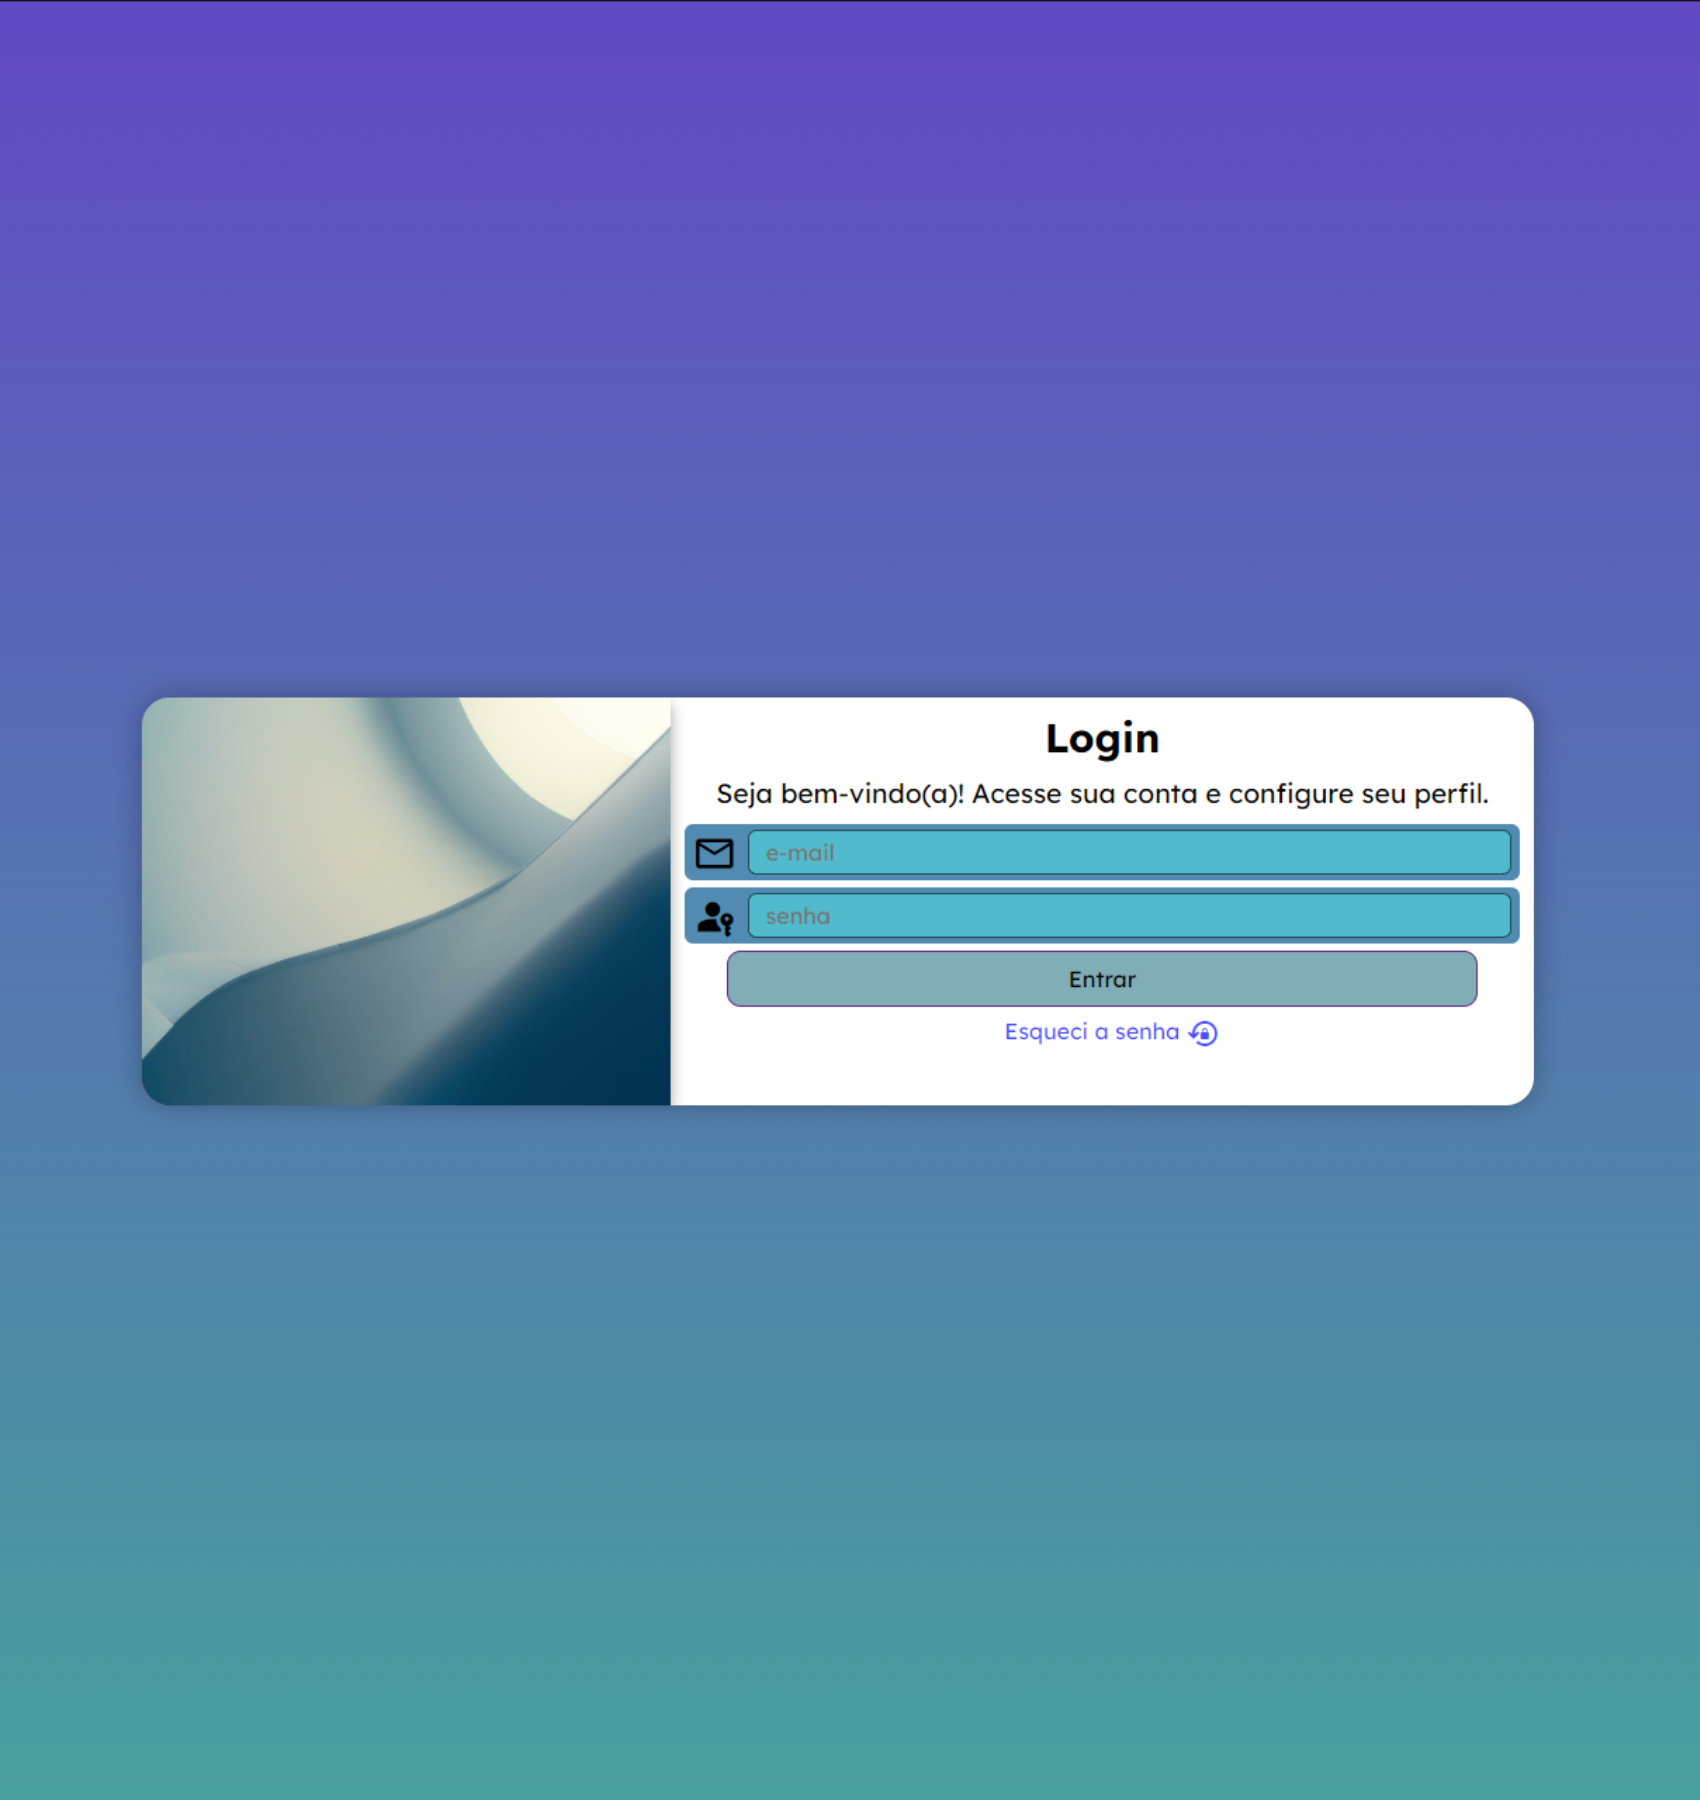 Login
Seja bem-vindo(a)! Acesse sua conta e configure seu perfil.
e-mail
senha
Entrar
Esqueci a senha